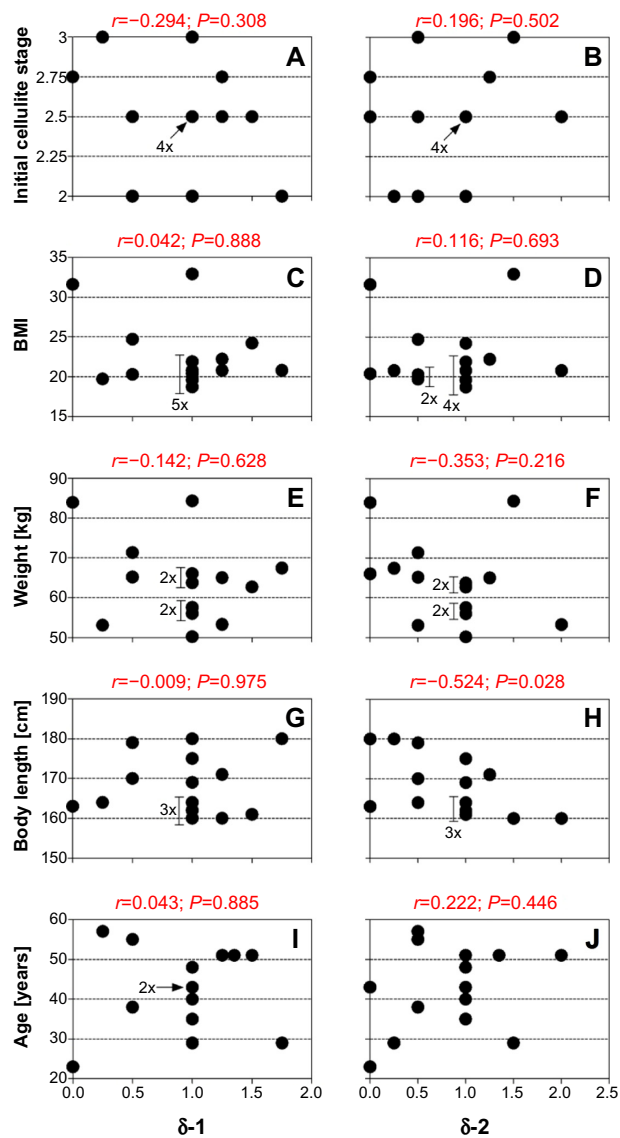 r=−0.294; P=0.308
r=0.196; P=0.502
Initial cellulite stage
3
2.75
2.5
2.25
2
A
4x
B
4x
r=0.042; P=0.888
r=0.116; P=0.693
BMI
35
30
25
20
15
C
5x
D
2x
4x
r=−0.142; P=0.628
r=−0.353; P=0.216
Weight [kg]
90
80
70
60
50
E
2x
2x
F
2x
2x
r=−0.009; P=0.975
r=−0.524; P=0.028
Body length [cm]
190
180
170
160
150
G
3x
H
3x
r=0.043; P=0.885
r=0.222; P=0.446
Age [years]
60
50
40
30
20
I
2x
J
0.0 0.5 1.0 1.5 2.0
0.0 0.5 1.0 1.5 2.0 2.5
δ-1
δ-2